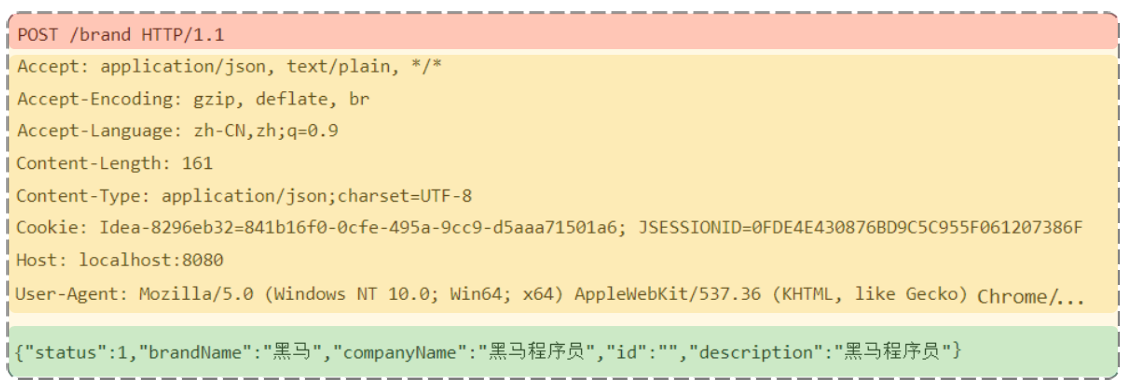 POST /brand HTTP/1.1
Accept: application/json, text/plain, */*
Accept-Encoding: gzip, deflate, br
Accept-Language: zh-CN,zh;q=0.9
Content-Length: 161
Content-Type: application/json;charset=UTF-8
Cookie: Idea-8296eb32=841b16f0-0cfe-495a-9cc9-d5aaa71501a6; JSESSIONID=0FDE4E430876BD9C5C955F061207386F
Host: localhost:8080
User-Agent: Mozilla/5.0 (Windows NT 10.0; Win64; x64) AppleWebKit/537.36 (KHTML, like Gecko) Chrome/...
{"status":1,"brandName":"黑马","companyName":"黑马程序员","id":"","description":"黑马程序员"}